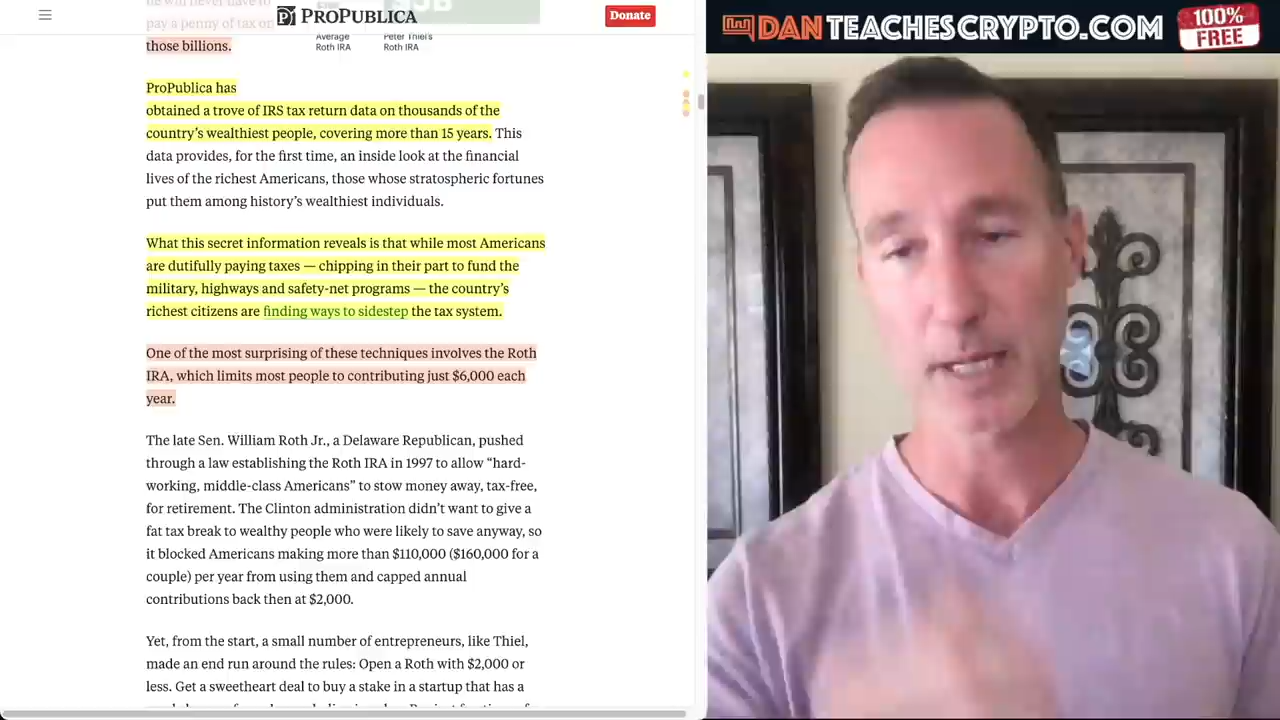 he will never have to
pay a penny of tax on
those billions.
PROPUBLICA
Donate
Average
Roth IRA
Peter Thiel's
Roth IRA
ProPublica has
obtained a trove of IRS tax return data on thousands of the
country's wealthiest people, covering more than 15 years. This
data provides, for the first time, an inside look at the financial
lives of the richest Americans, those whose stratospheric fortunes
put them among history's wealthiest individuals.
What this secret information reveals is that while most Americans
are dutifully paying taxes — chipping in their part to fund the
military, highways and safety-net programs — the country's
richest citizens are finding ways to sidestep the tax system.
One of the most surprising of these techniques involves the Roth
IRA, which limits most people to contributing just $6,000 each
year.
The late Sen. William Roth Jr., a Delaware Republican, pushed
through a law establishing the Roth IRA in 1997 to allow “hard-
working, middle-class Americans” to stow money away, tax-free,
for retirement. The Clinton administration didn't want to give a
fat tax break to wealthy people who were likely to save anyway, so
it blocked Americans making more than $110,000 ($160,000 for a
couple) per year from using them and capped annual
contributions back then at $2,000.
Yet, from the start, a small number of entrepreneurs, like Thiel,
made an end run around the rules: Open a Roth with $2,000 or
less. Get a sweetheart deal to buy a stake in a startup that has a
DANTEACHESCRYPTO.COM
100%
FREE